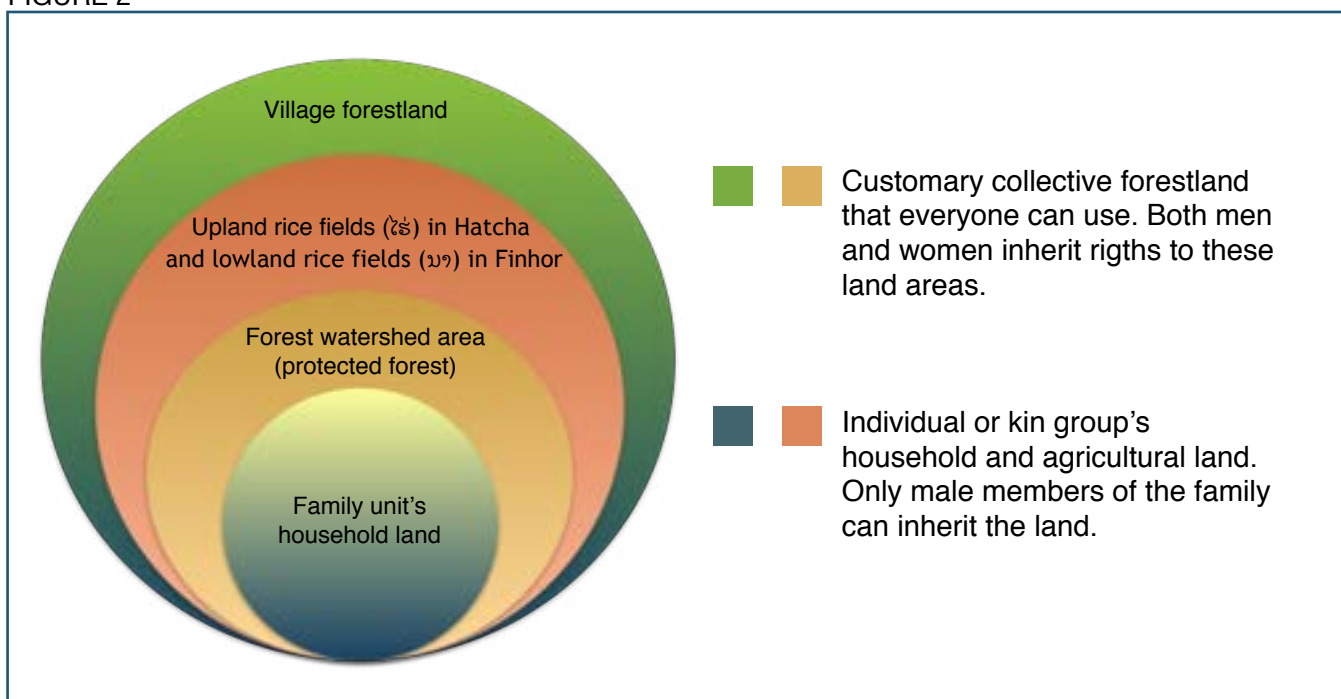 FIGURE 2
Village forestland
Upland rice fields (ໄຮ່) in Hatcha
and lowland rice fields (ນາ) in Finhor
Forest watershed area
(protected forest)
Family unit's
household land
Customary collective forestland
that everyone can use. Both men
and women inherit rigths to these
land areas.
Individual or kin group's
household and agricultural land.
Only male members of the family
can inherit the land.